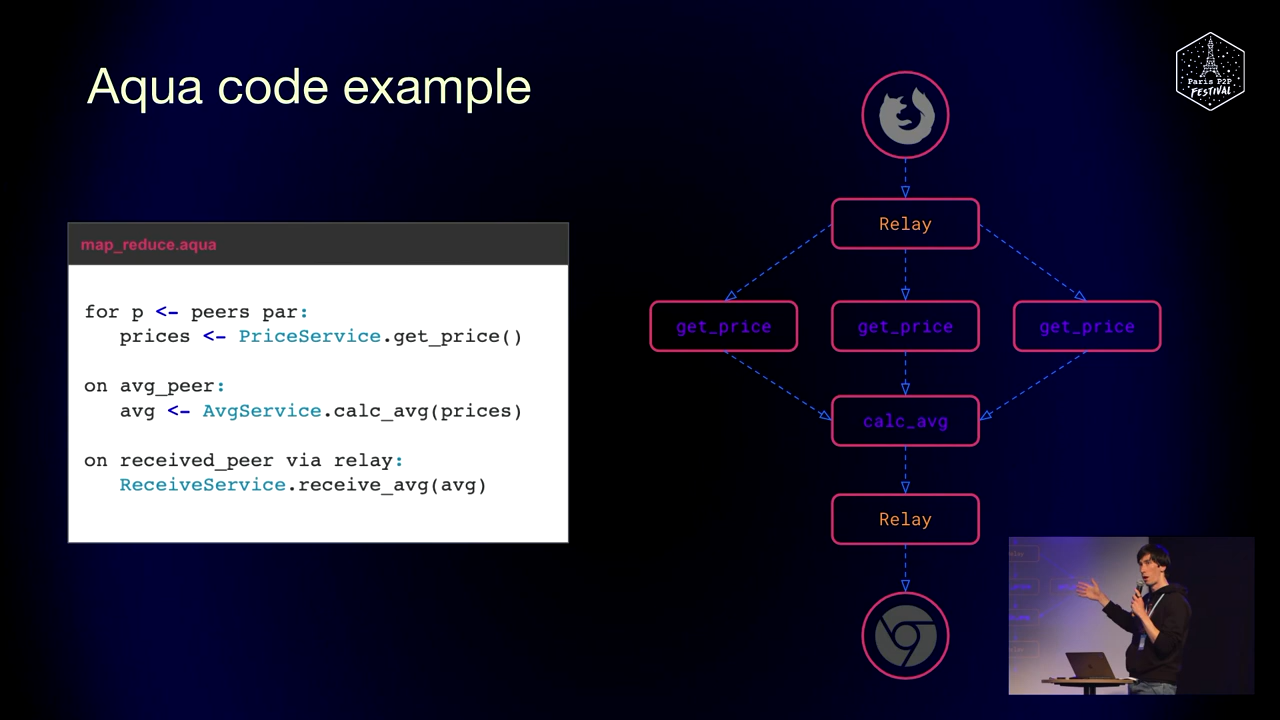 Aqua code example
Paris P2P
FESTIVAL
map_reduce.aqua
for p <- peers par:
prices <- PriceService.get_price()
on avg_peer:
avg <- AvgService.calc_avg(prices)
on received_peer via relay:
ReceiveService.receive_avg(avg)
Relay
get_price
get_price
get_price
calc_avg
Relay